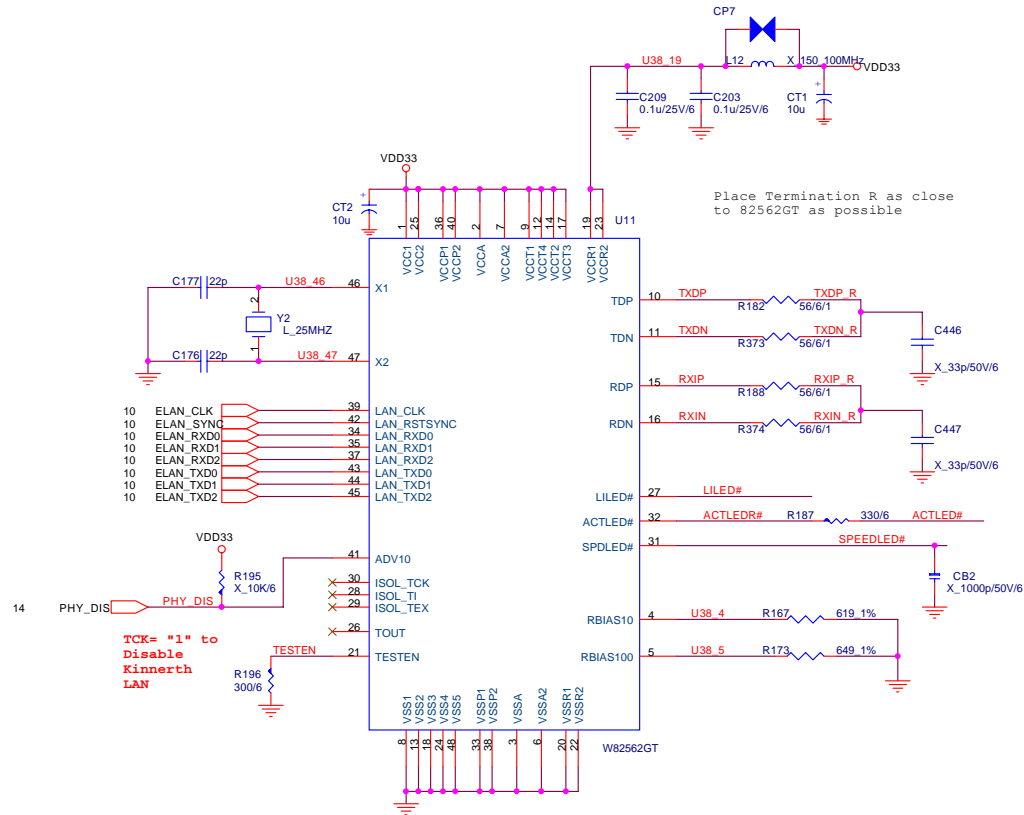 CP7
U38_19
L12
X_150_100MHz
VDD33
C209
0.1u/25V/6
C203
0.1u/25V/6
CT1
10u
+
VDD33
CT2
10u
+
Place Termination R as close
to 82562GT as possible
U11
1
25
36
40
2
7
9
12
14
17
19
23
VCC1
VCC2
VCCP1
VCCP2
VCCA
VCCA2
VCCT1
VCCT4
VCCT2
VCCT3
VCCR1
VCCR2
C177
22p
U38_46
46
X1
2
Y2
L_25MHZ
1
C176
22p
U38_47
47
X2
TDP
10
TXDP
R182
56/6/1
TXDP_R
TDN
11
TXDN
R373
56/6/1
TXDN_R
C446
X_33p/50V/6
RDP
15
RXIP
R188
56/6/1
RXIP_R
RDN
16
RXIN
R374
56/6/1
RXIN_R
C447
X_33p/50V/6
10 ELAN_CLK 39 LAN_CLK
10 ELAN_SYNC 42 LAN_RSTSYNC
10 ELAN_RXD0 34 LAN_RXD0
10 ELAN_RXD1 35 LAN_RXD1
10 ELAN_RXD2 37 LAN_RXD2
10 ELAN_TXD0 43 LAN_TXD0
10 ELAN_TXD1 44 LAN_TXD1
10 ELAN_TXD2 45 LAN_TXD2
LILED# 27 LILED#
ACTLED# 32 ACTLEDR# R187 330/6 ACTLED#
SPDLED# 31 SPEEDLED#
CB2
X_1000p/50V/6
VDD33
R195
X_10K/6
41 ADV10
30 ISOL_TCK
28 ISOL_TI
29 ISOL_TEX
26 TOUT
14 PHY_DIS PHY_DIS
TCK= "1" to
Disable
Kinnerth
LAN
TESTEN 21 TESTEN
R196
300/6
RBIAS10 4 U38_4 R167 619_1%
RBIAS100 5 U38_5 R173 649_1%
VSS1
VSS2
VSS3
VSS4
VSS5
VSSP1
VSSP2
VSSA
VSSA2
VSSR1
VSSR2
8
13
18
24
48
33
38
3
6
20
22
W82562GT